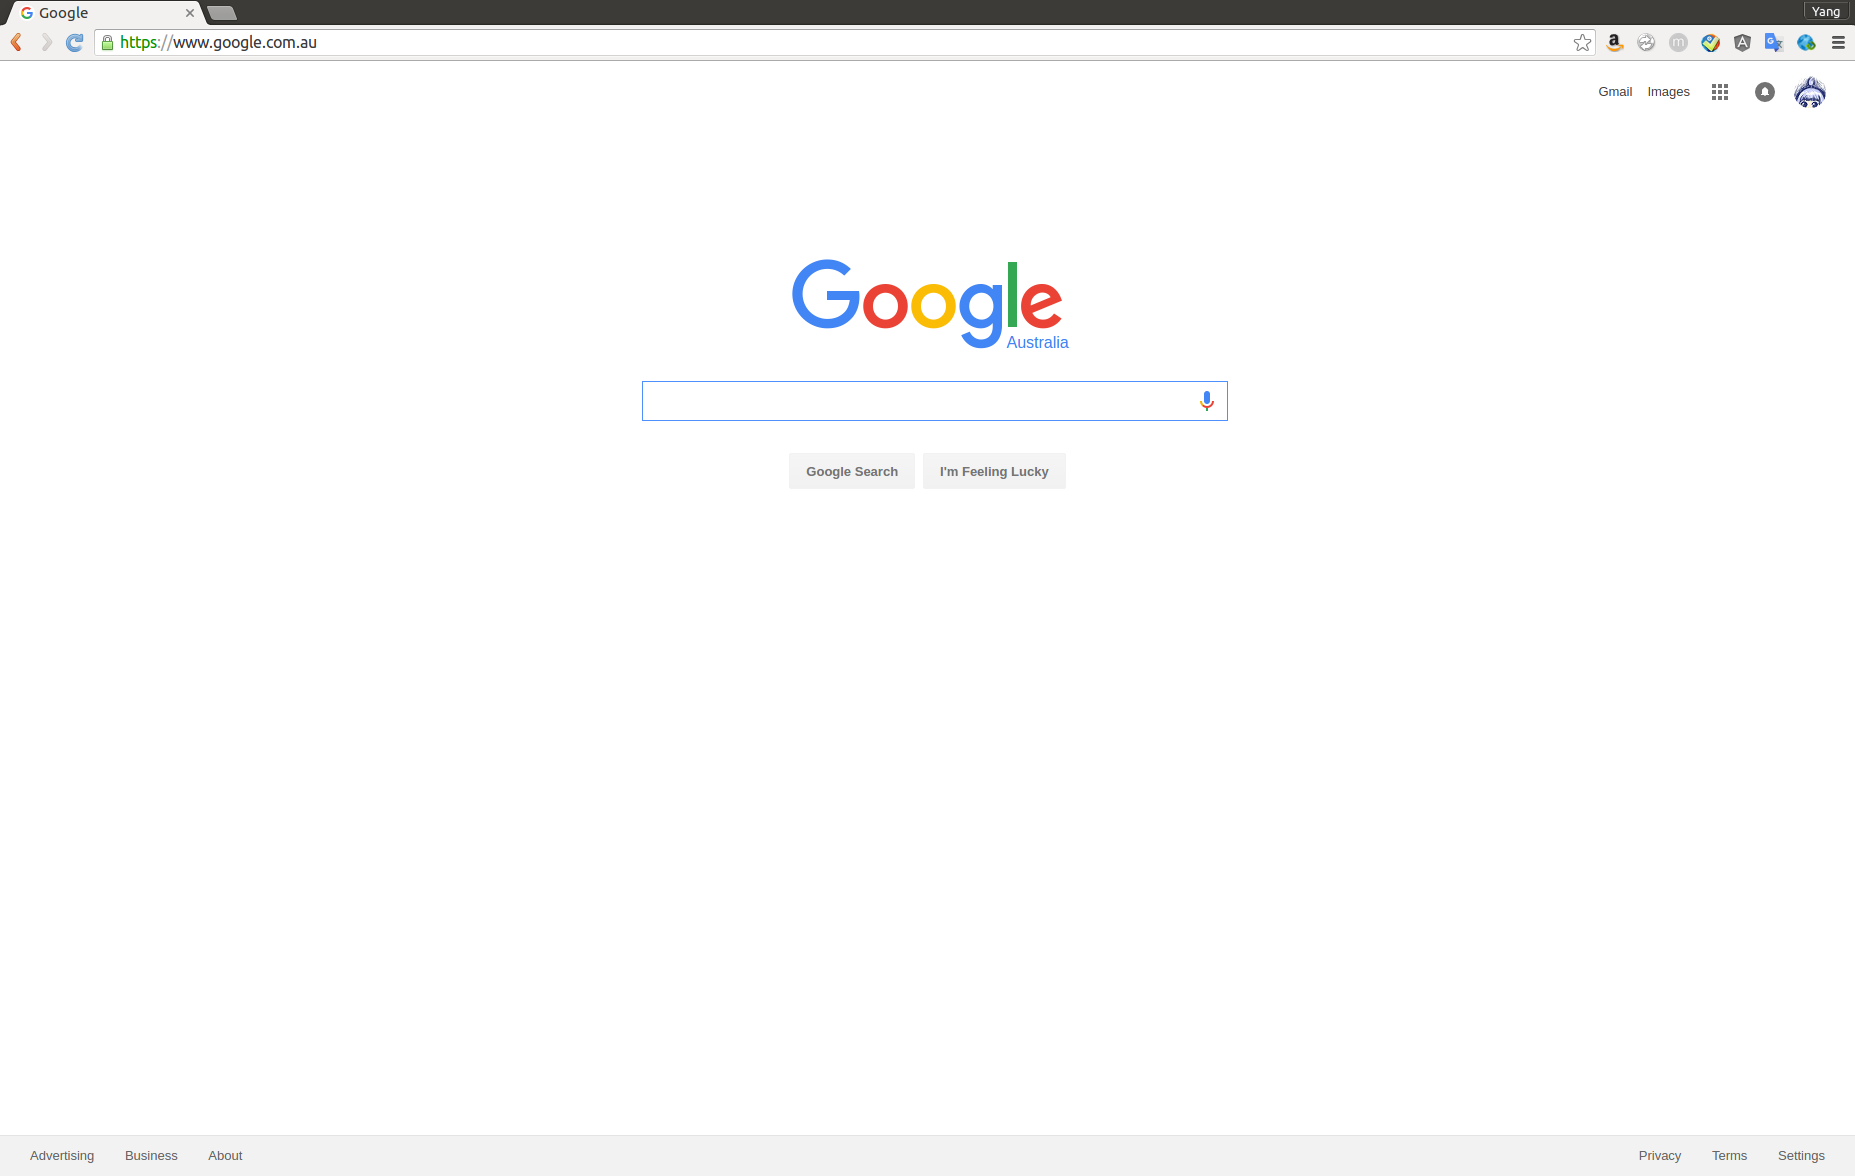 Google
Yang
https://www.google.com.au
Gmail Images
Google
Australia
Google Search I'm Feeling Lucky
Advertising Business About Privacy Terms Settings